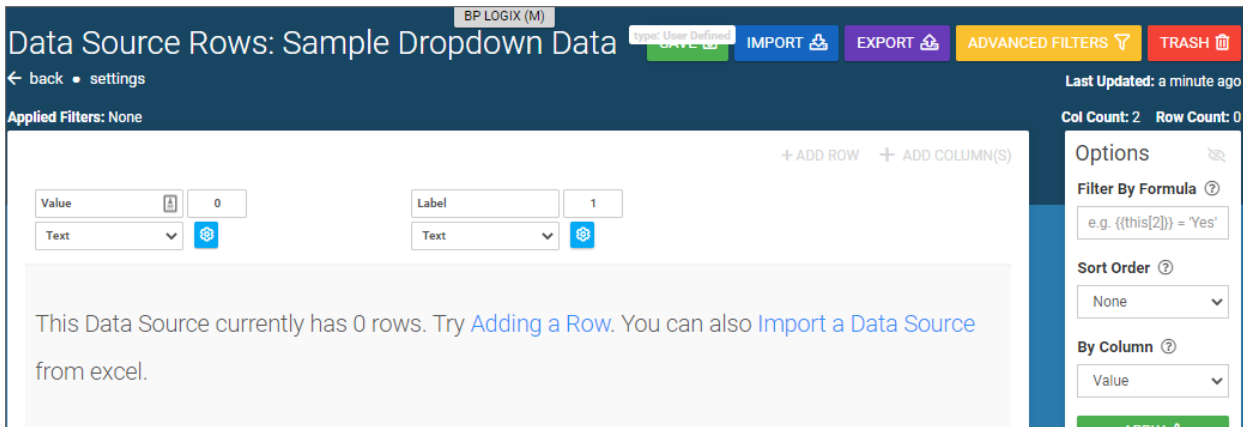 BP LOGIX (M)
Data Source Rows: Sample Dropdown Data
type: User Defined
SAVE
IMPORT
EXPORT
ADVANCED FILTERS
TRASH
back • settings
Last Updated: a minute ago
Applied Filters: None
Col Count: 2 Row Count: 0
+ ADD ROW + ADD COLUMN(S)
Options
Filter By Formula
Value 0
Label 1
e.g. {{this[2]}} = 'Yes'
Text
Text
Sort Order
None
This Data Source currently has 0 rows. Try Adding a Row. You can also Import a Data Source
from excel.
By Column
Value